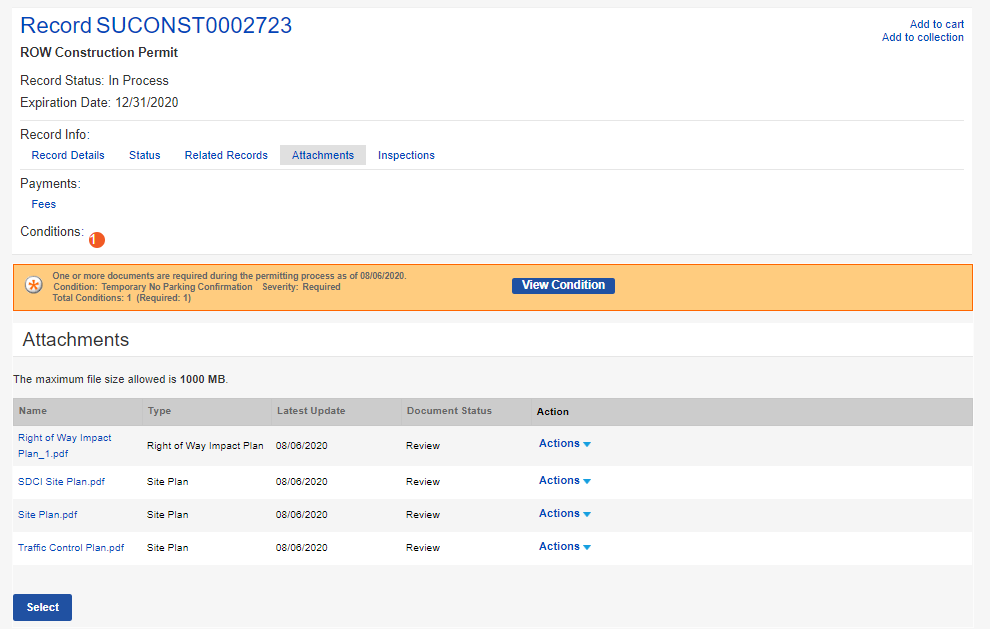 Record SUCONST0002723
Add to cart
Add to collection
ROW Construction Permit
Record Status: In Process
Expiration Date: 12/31/2020
Record Info:
Record Details Status Related Records Attachments Inspections
Payments:
Fees
Conditions: 1
One or more documents are required during the permitting process as of 08/06/2020.
Condition: Temporary No Parking Confirmation Severity: Required
Total Conditions: 1 (Required: 1)
View Condition
Attachments
The maximum file size allowed is 1000 MB.
Name Type Latest Update Document Status Action
Right of Way Impact
Plan_1.pdf
Right of Way Impact Plan 08/06/2020 Review Actions
SDCI Site Plan.pdf Site Plan 08/06/2020 Review Actions
Site Plan.pdf Site Plan 08/06/2020 Review Actions
Traffic Control Plan.pdf Site Plan 08/06/2020 Review Actions
Select